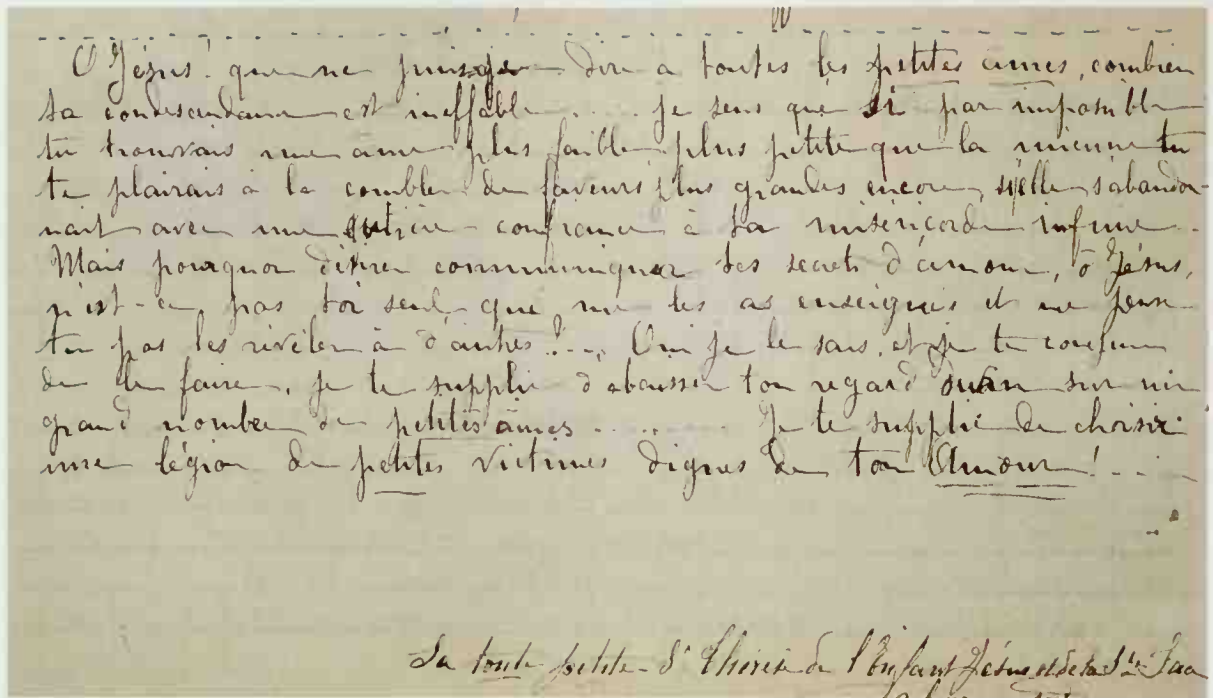 O Jésus! que ne puis-je dire à toutes les petites âmes, combien
ta condescendance est ineffable..... je sens que si par impossible
tu trouvais une âme plus faible, plus petite que la mienne tu
te plairais à la combler de faveurs plus grandes encore, si elle s'abandon-
nait avec une entière confiance à ta miséricorde infinie.
Mais pourquoi désirer communiquer tes secrets d'amour, ô Jésus,
n'est-ce pas toi seul qui me les as enseignés et ne peux-
tu pas les révéler à d'autres?... Oui je le sais, et je te conjure
de le faire, je te supplie d'abaisser ton regard divin sur un
grand nombre de petites âmes........ Je te supplie de choisir
une légion de petites victimes dignes de ton Amour!....
La toute petite Sr Thérèse de l'Enfant Jésus et de la Ste Face